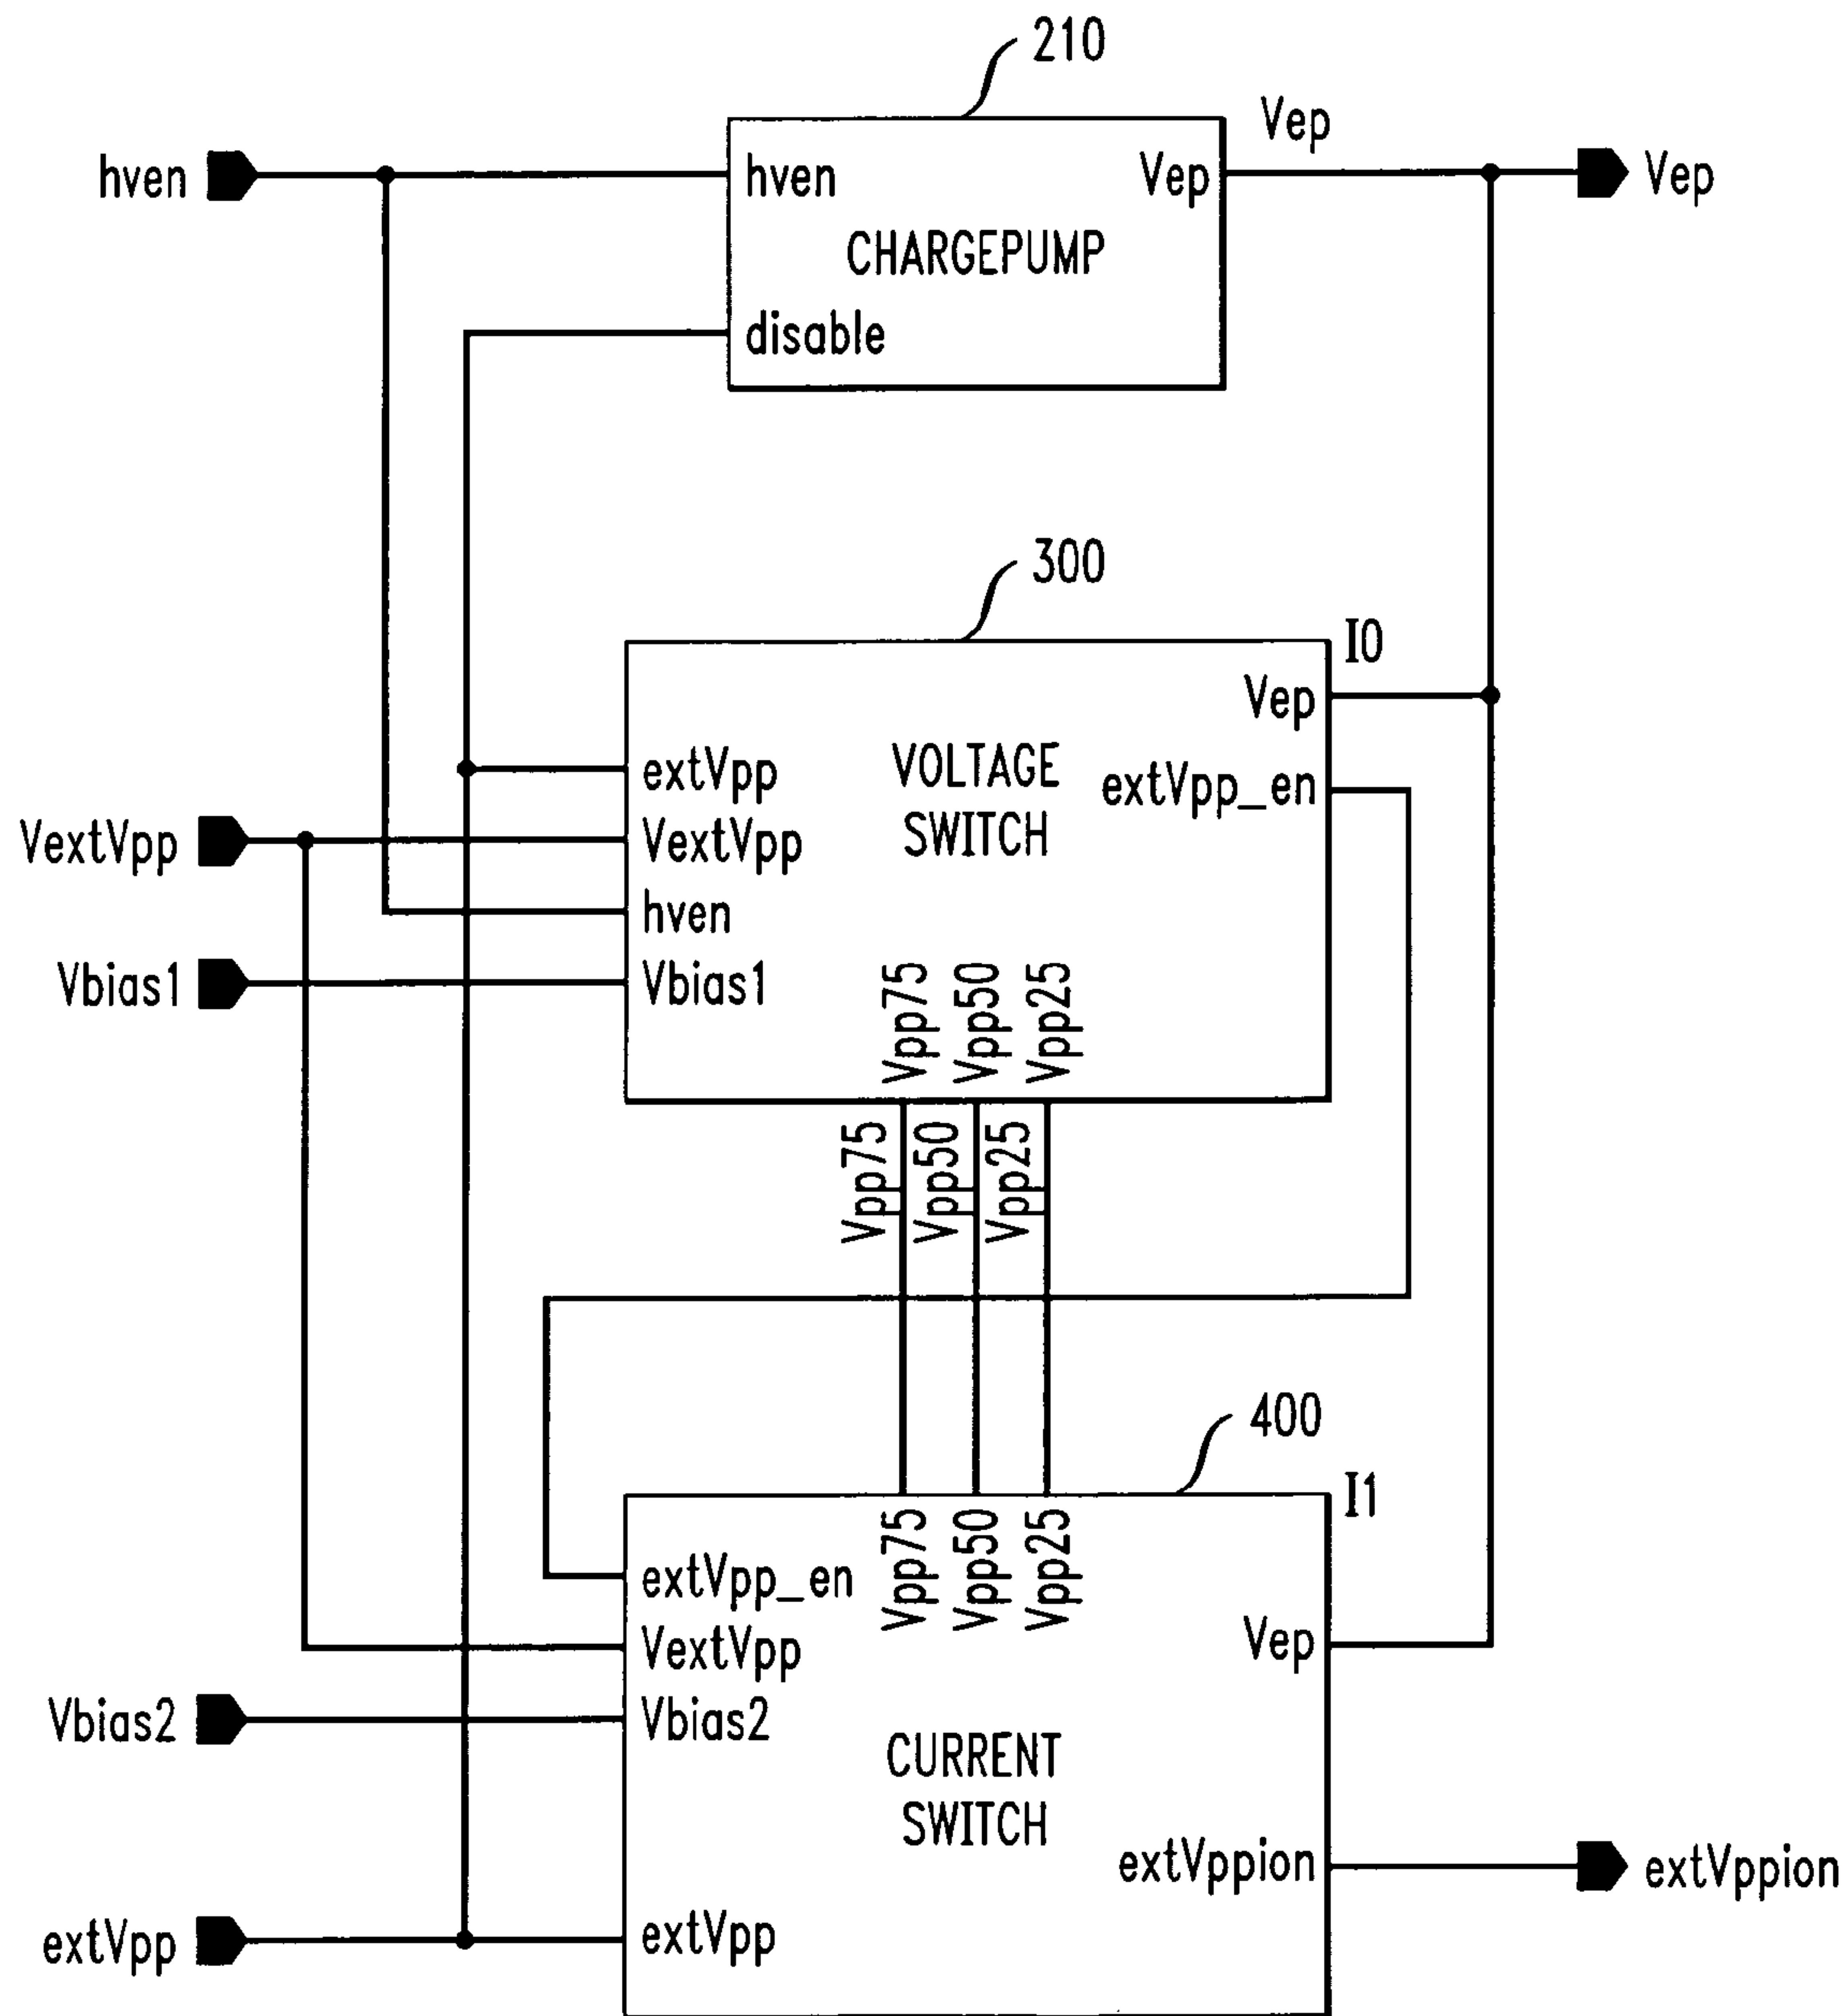 210
Vep
hven
hven
Vep
Vep
CHARGEPUMP
disable
300
I0
Vep
extVpp
VOLTAGE
SWITCH
extVpp_en
VextVpp
VextVpp
hven
Vbias1
Vbias1
Vpp75
Vpp50
Vpp25
Vpp75
Vpp50
Vpp25
400
I1
Vpp75
Vpp50
Vpp25
extVpp_en
VextVpp
Vep
Vbias2
Vbias2
CURRENT
SWITCH
extVppion
extVppion
extVpp
extVpp